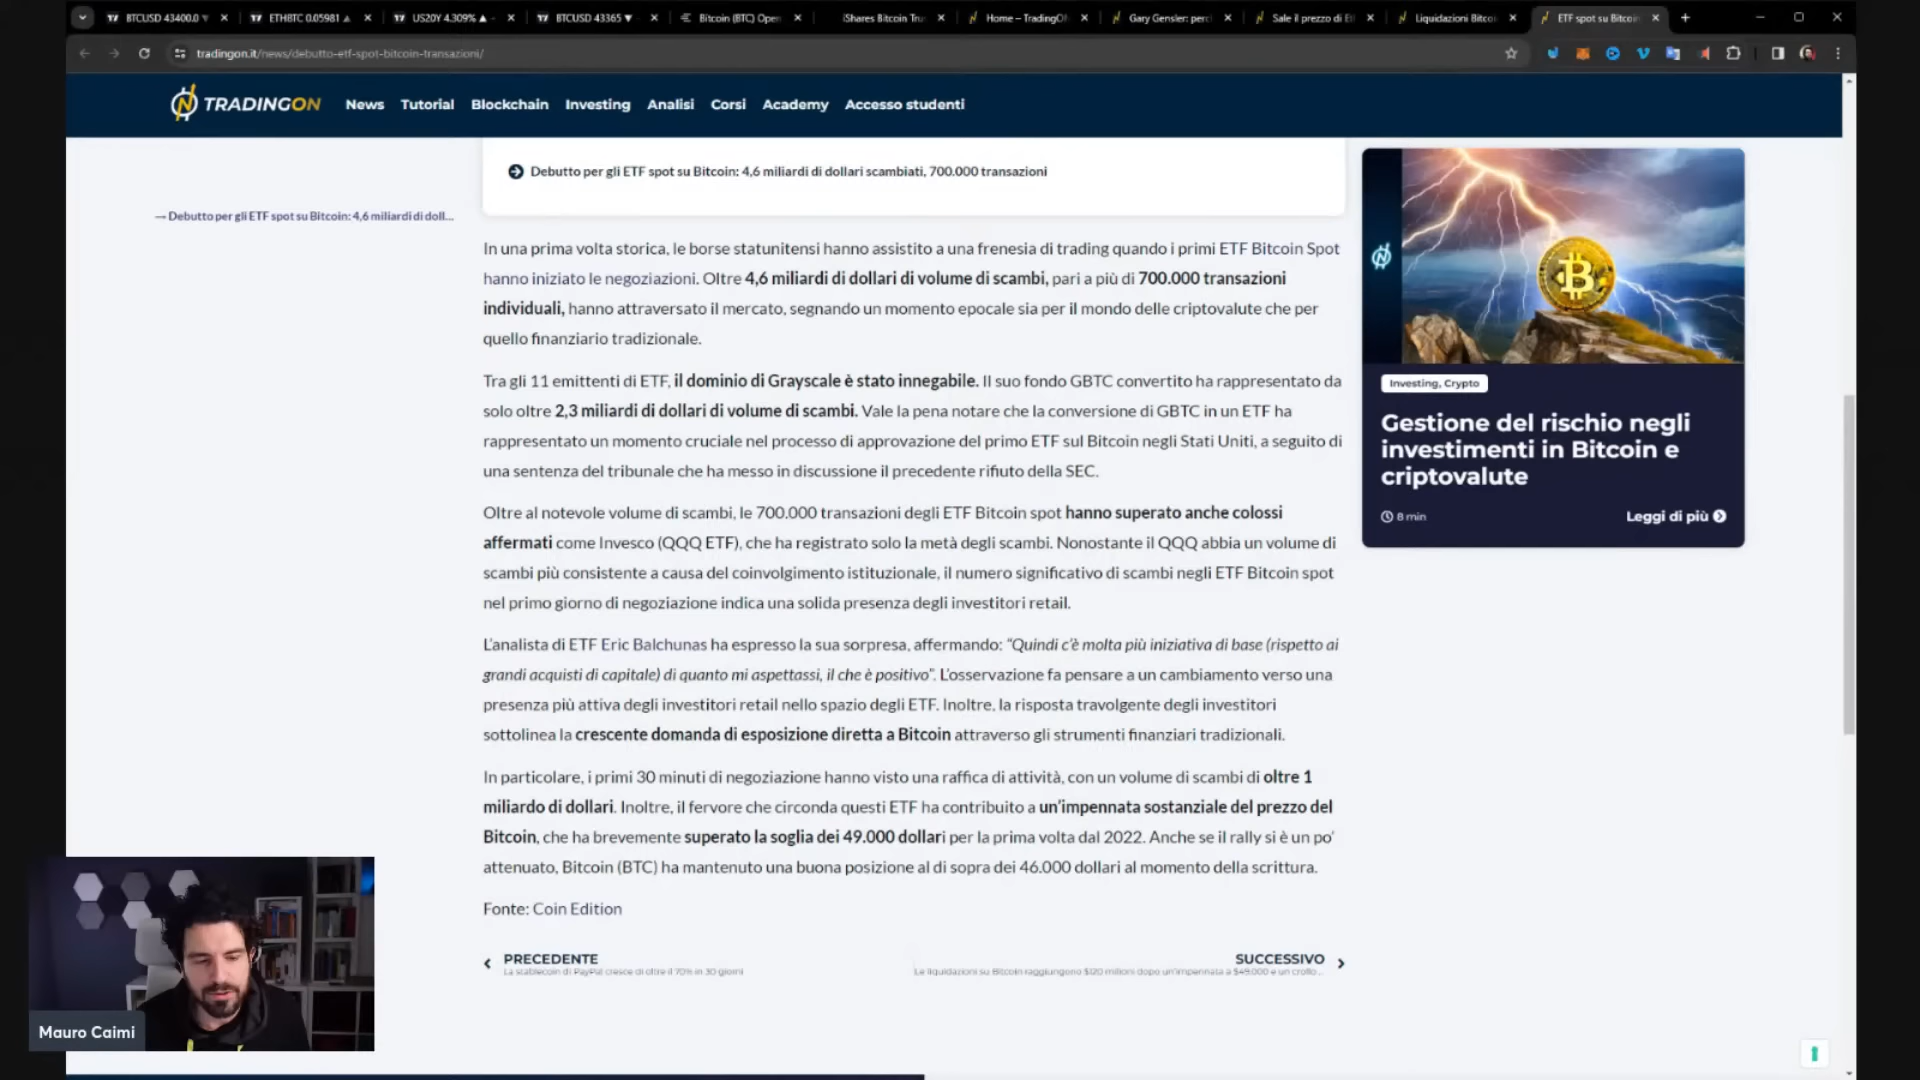 BTCUSD 43400.0
ETHBTC 0.05981
US20Y 4.309%
BTCUSD 43365
Bitcoin (BTC) Open
iShares Bitcoin Tru
Home – TradingON
Gary Gensler: perc
Sale il prezzo di Et
Liquidazioni Bitco
ETF spot su Bitcoin
tradingon.it/news/debutto-etf-spot-bitcoin-transazioni/
TRADINGON
News Tutorial Blockchain Investing Analisi Corsi Academy Accesso studenti
Debutto per gli ETF spot su Bitcoin: 4,6 miliardi di dollari scambiati, 700.000 transazioni
— Debutto per gli ETF spot su Bitcoin: 4,6 miliardi di doll...
In una prima volta storica, le borse statunitensi hanno assistito a una frenesia di trading quando i primi ETF Bitcoin Spot
hanno iniziato le negoziazioni. Oltre 4,6 miliardi di dollari di volume di scambi, pari a più di 700.000 transazioni
individuali, hanno attraversato il mercato, segnando un momento epocale sia per il mondo delle criptovalute che per
quello finanziario tradizionale.
Tra gli 11 emittenti di ETF, il dominio di Grayscale è stato innegabile. Il suo fondo GBTC convertito ha rappresentato da
solo oltre 2,3 miliardi di dollari di volume di scambi. Vale la pena notare che la conversione di GBTC in un ETF ha
rappresentato un momento cruciale nel processo di approvazione del primo ETF sul Bitcoin negli Stati Uniti, a seguito di
una sentenza del tribunale che ha messo in discussione il precedente rifiuto della SEC.
Oltre al notevole volume di scambi, le 700.000 transazioni degli ETF Bitcoin spot hanno superato anche colossi
affermati come Invesco (QQQ ETF), che ha registrato solo la metà degli scambi. Nonostante il QQQ abbia un volume di
scambi più consistente a causa del coinvolgimento istituzionale, il numero significativo di scambi negli ETF Bitcoin spot
nel primo giorno di negoziazione indica una solida presenza degli investitori retail.
L'analista di ETF Eric Balchunas ha espresso la sua sorpresa, affermando: “Quindi c'è molta più iniziativa di base (rispetto ai
grandi acquisti di capitale) di quanto mi aspettassi, il che è positivo”. L'osservazione fa pensare a un cambiamento verso una
presenza più attiva degli investitori retail nello spazio degli ETF. Inoltre, la risposta travolgente degli investitori
sottolinea la crescente domanda di esposizione diretta a Bitcoin attraverso gli strumenti finanziari tradizionali.
In particolare, i primi 30 minuti di negoziazione hanno visto una raffica di attività, con un volume di scambi di oltre 1
miliardo di dollari. Inoltre, il fervore che circonda questi ETF ha contribuito a un'impennata sostanziale del prezzo del
Bitcoin, che ha brevemente superato la soglia dei 49.000 dollari per la prima volta dal 2022. Anche se il rally si è un po'
attenuato, Bitcoin (BTC) ha mantenuto una buona posizione al di sopra dei 46.000 dollari al momento della scrittura.
Fonte: Coin Edition
PRECEDENTE
La stablecoin di PayPal cresce di oltre il 70% in 30 giorni
SUCCESSIVO
Le liquidazioni su Bitcoin raggiungono $120 milioni dopo un'impennata a $49.000 e un crollo...
Investing, Crypto
Gestione del rischio negli
investimenti in Bitcoin e
criptovalute
8 min
Leggi di più
Mauro Caimi